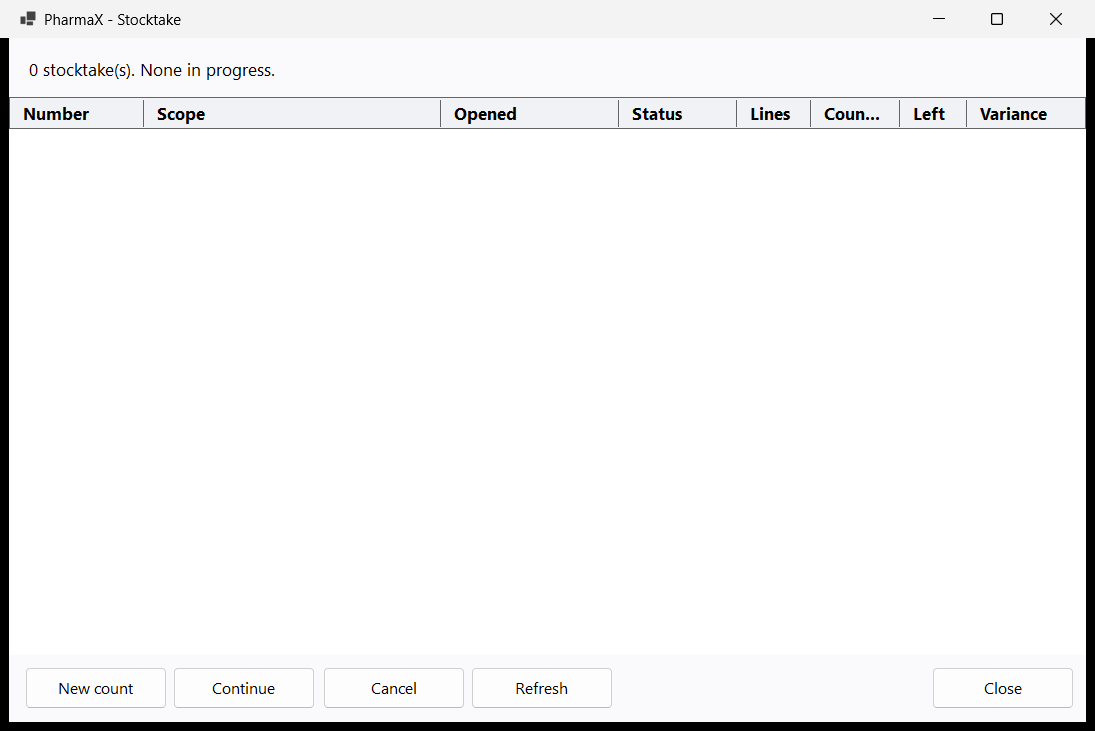 PharmaX - Stocktake
0 stocktake(s). None in progress.
Number Scope Opened Status Lines Coun... Left Variance
New count Continue Cancel Refresh Close